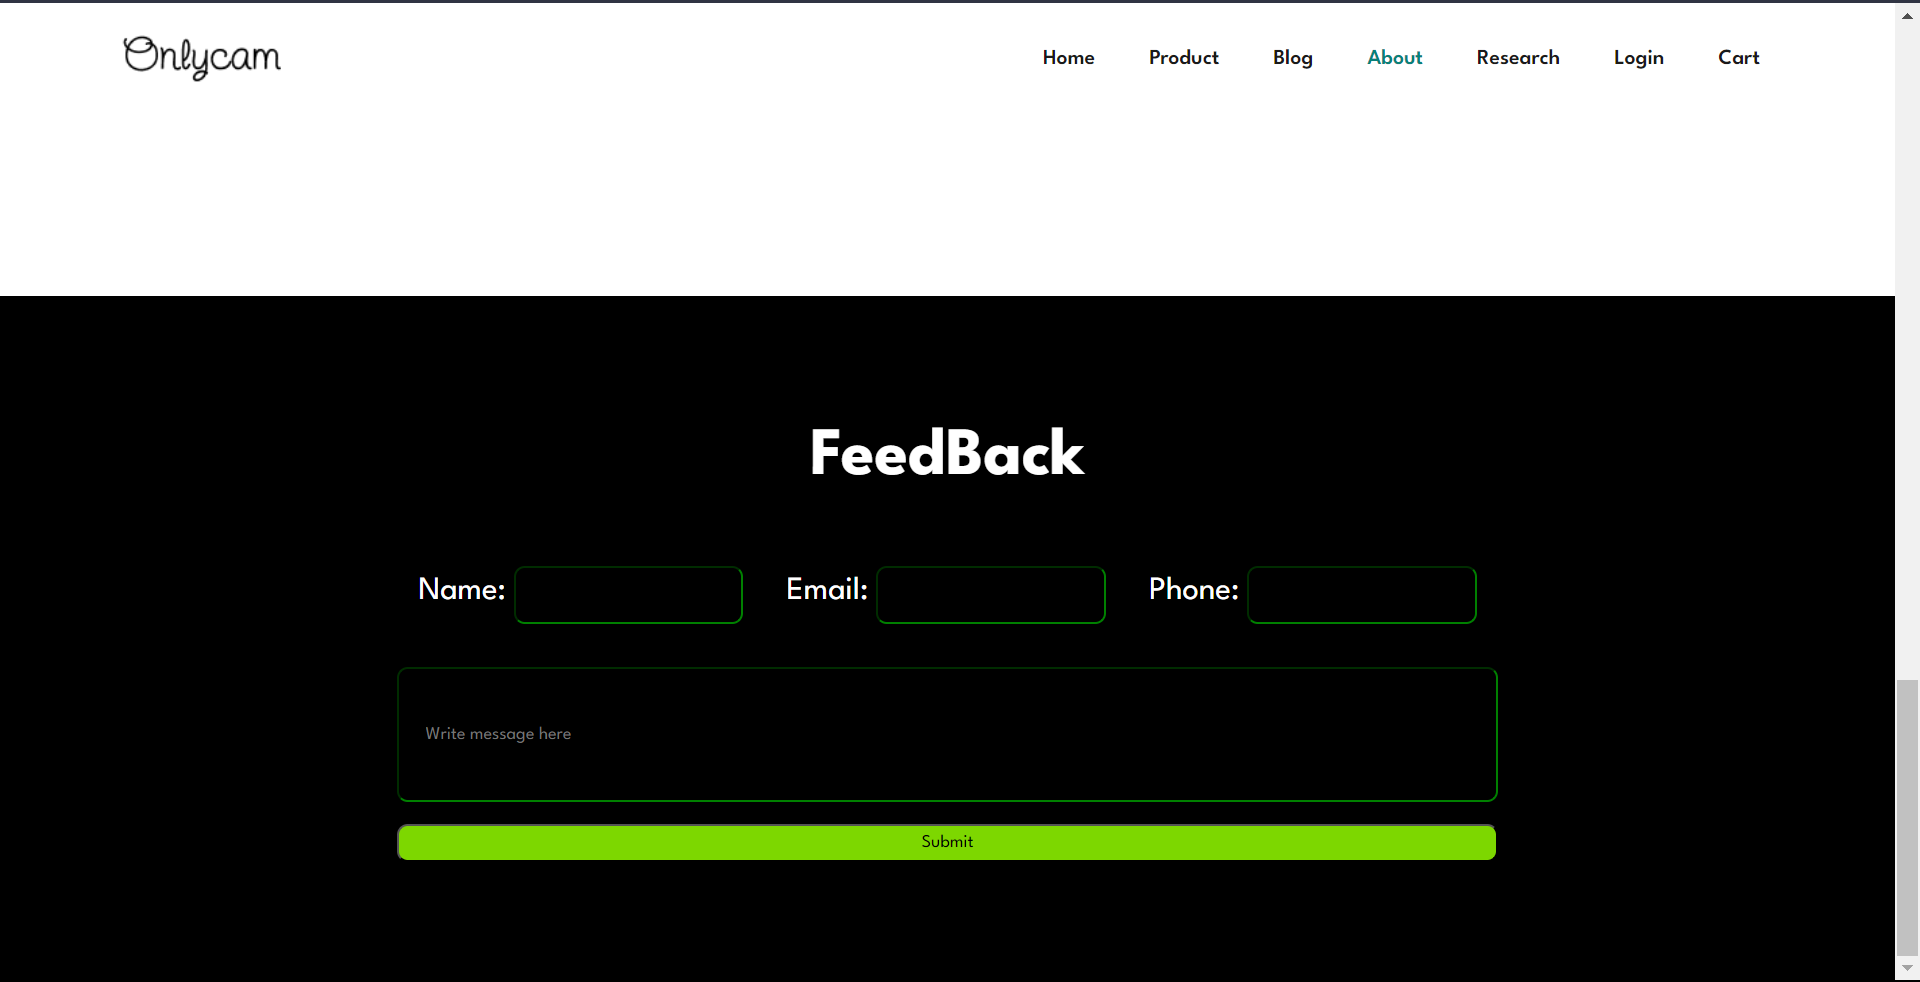 Onlycam
Home Product Blog About Research Login Cart
FeedBack
Name: Email: Phone:
Write message here
Submit